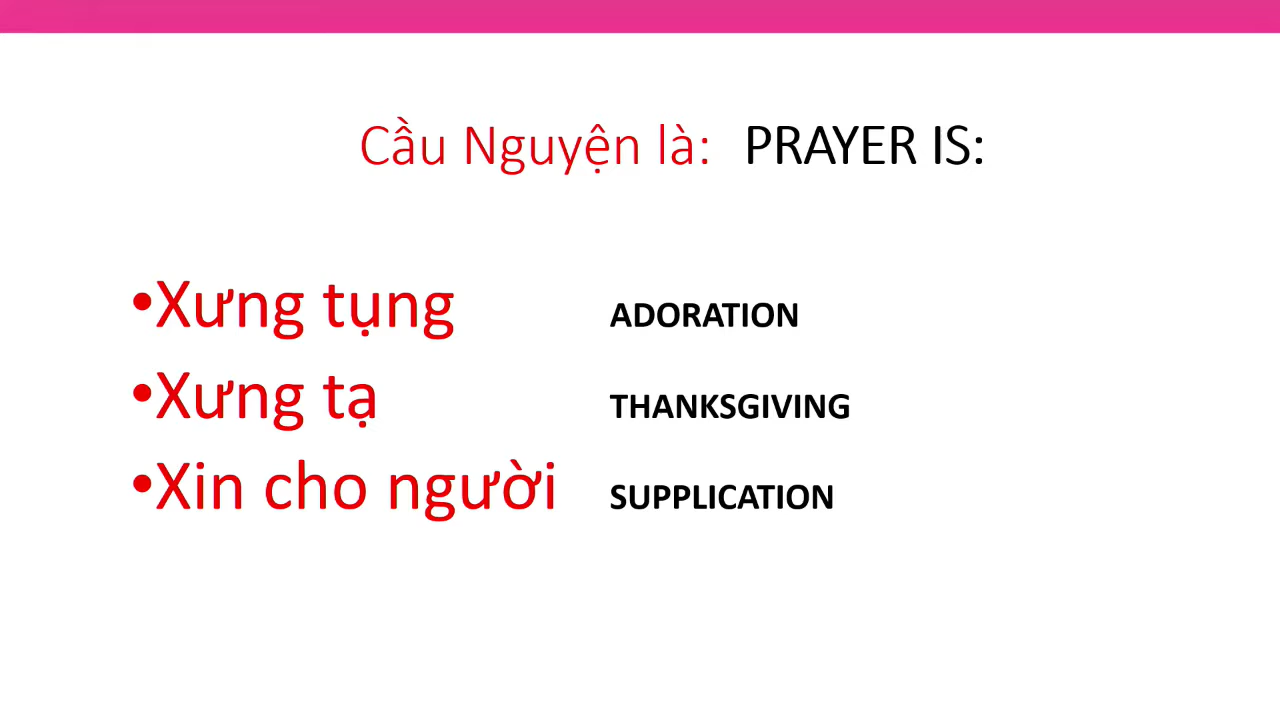 Cầu Nguyện là: PRAYER IS:
•Xưng tụng ADORATION
•Xưng tạ THANKSGIVING
•Xin cho người SUPPLICATION